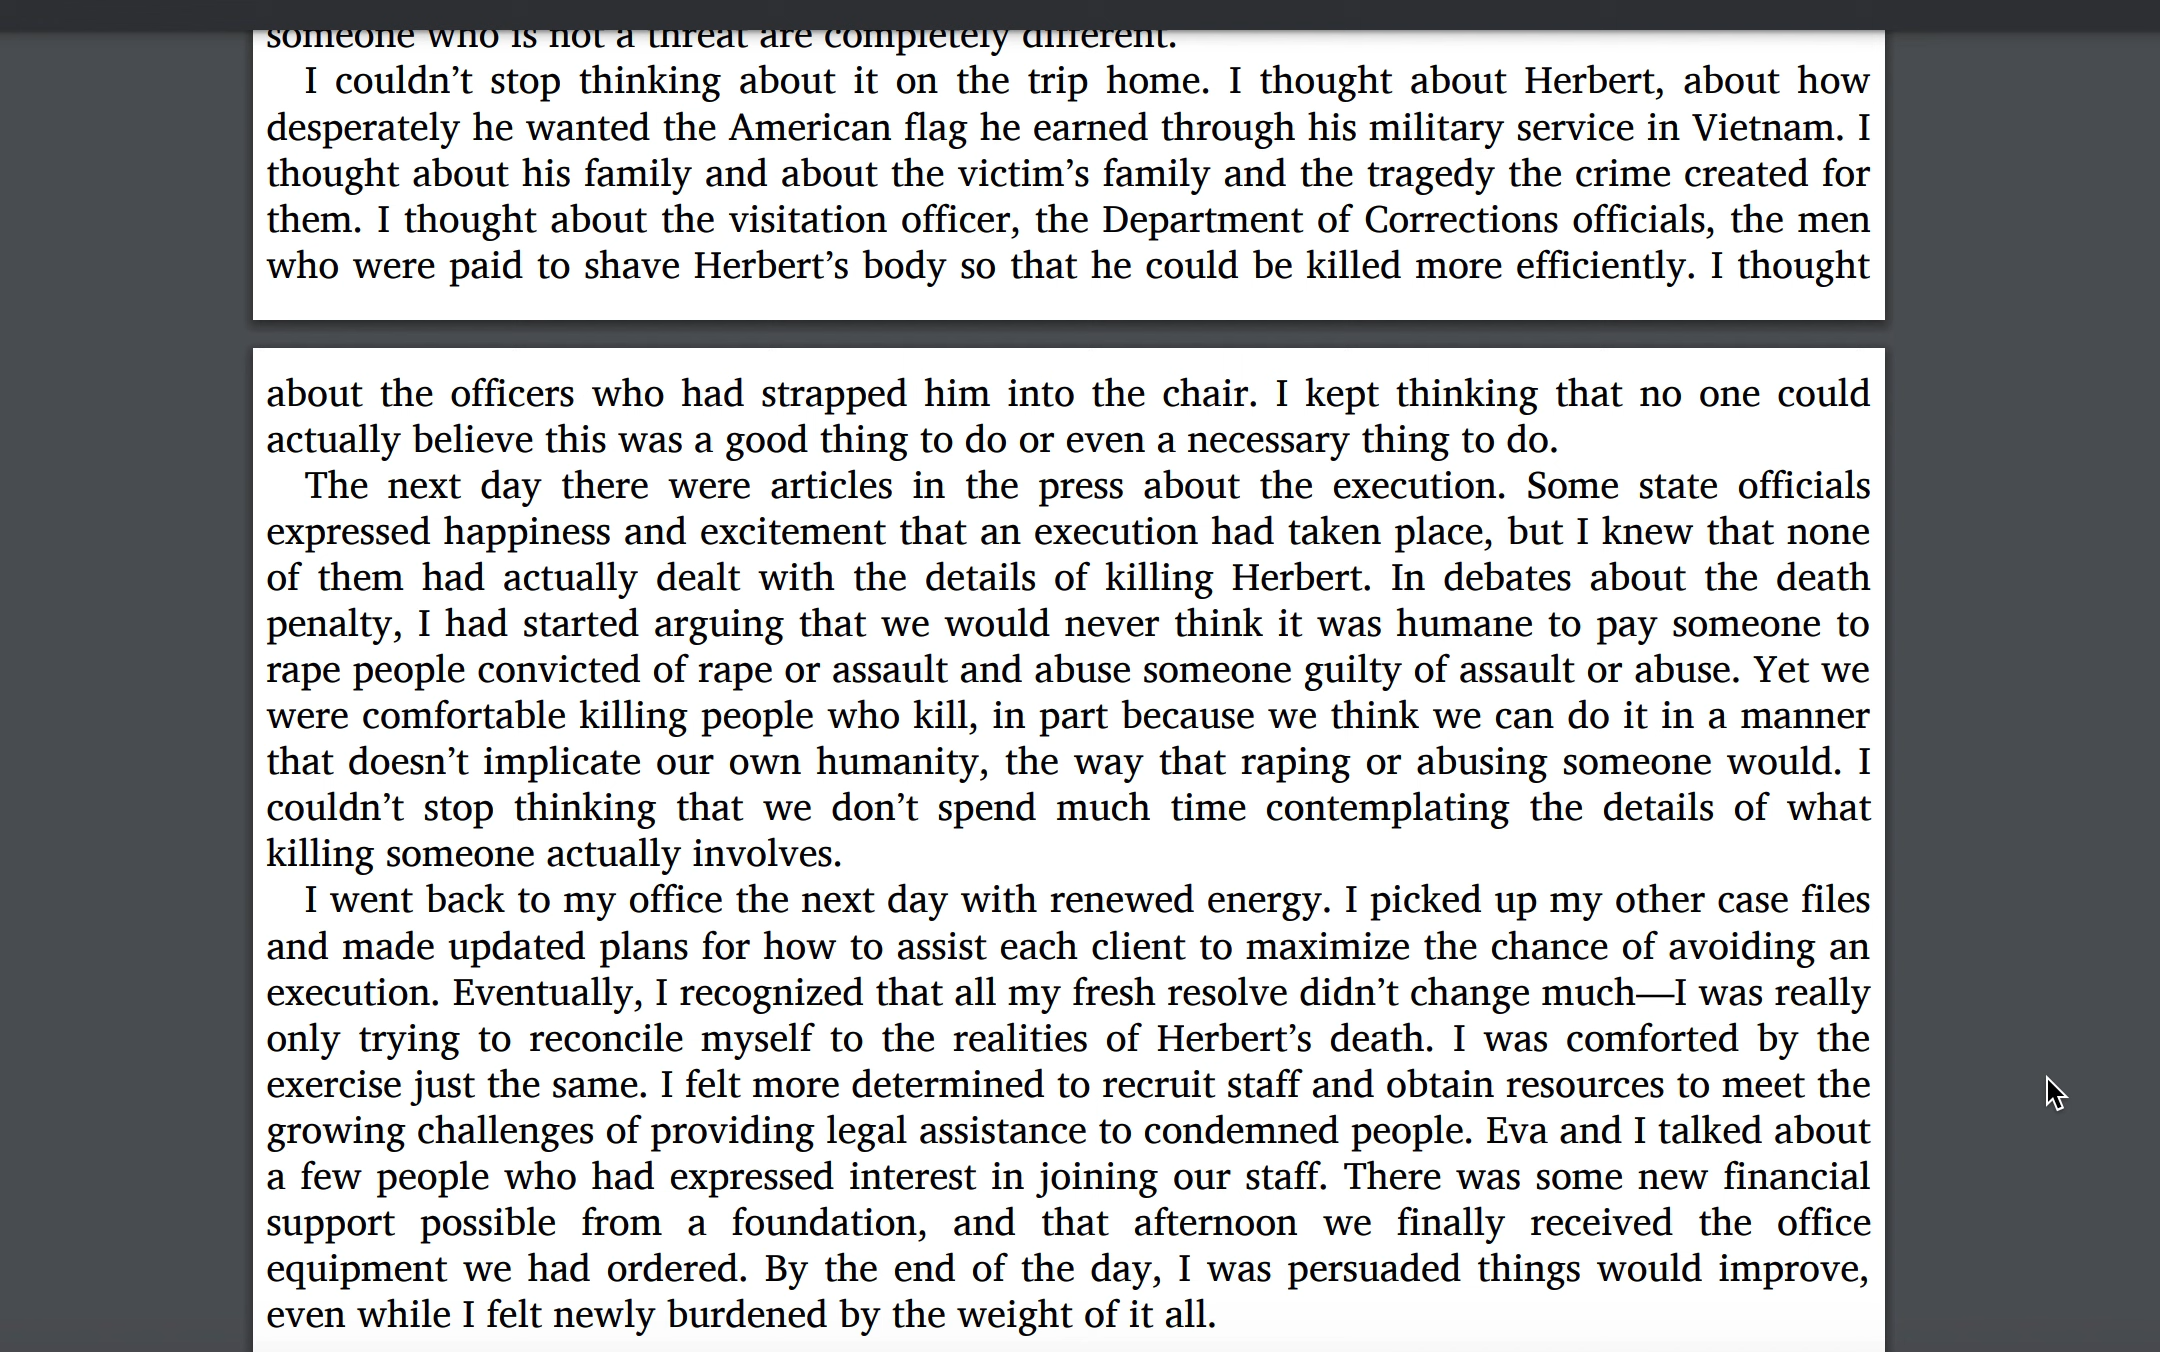 someone who is not a threat are completely different.
I couldn’t stop thinking about it on the trip home. I thought about Herbert, about how
desperately he wanted the American flag he earned through his military service in Vietnam. I
thought about his family and about the victim’s family and the tragedy the crime created for
them. I thought about the visitation officer, the Department of Corrections officials, the men
who were paid to shave Herbert’s body so that he could be killed more efficiently. I thought
about the officers who had strapped him into the chair. I kept thinking that no one could
actually believe this was a good thing to do or even a necessary thing to do.
The next day there were articles in the press about the execution. Some state officials
expressed happiness and excitement that an execution had taken place, but I knew that none
of them had actually dealt with the details of killing Herbert. In debates about the death
penalty, I had started arguing that we would never think it was humane to pay someone to
rape people convicted of rape or assault and abuse someone guilty of assault or abuse. Yet we
were comfortable killing people who kill, in part because we think we can do it in a manner
that doesn’t implicate our own humanity, the way that raping or abusing someone would. I
couldn’t stop thinking that we don’t spend much time contemplating the details of what
killing someone actually involves.
I went back to my office the next day with renewed energy. I picked up my other case files
and made updated plans for how to assist each client to maximize the chance of avoiding an
execution. Eventually, I recognized that all my fresh resolve didn’t change much—I was really
only trying to reconcile myself to the realities of Herbert’s death. I was comforted by the
exercise just the same. I felt more determined to recruit staff and obtain resources to meet the
growing challenges of providing legal assistance to condemned people. Eva and I talked about
a few people who had expressed interest in joining our staff. There was some new financial
support possible from a foundation, and that afternoon we finally received the office
equipment we had ordered. By the end of the day, I was persuaded things would improve,
even while I felt newly burdened by the weight of it all.